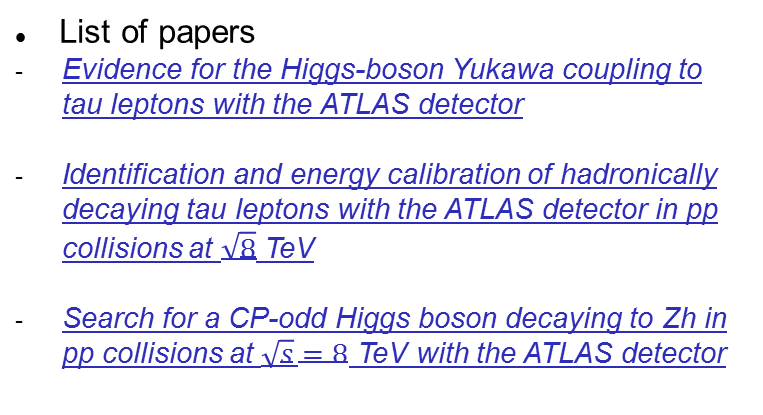 • List of papers
- Evidence for the Higgs-boson Yukawa coupling to
tau leptons with the ATLAS detector
- Identification and energy calibration of hadronically
decaying tau leptons with the ATLAS detector in pp
collisions at √8 TeV
- Search for a CP-odd Higgs boson decaying to Zh in
pp collisions at √s = 8 TeV with the ATLAS detector